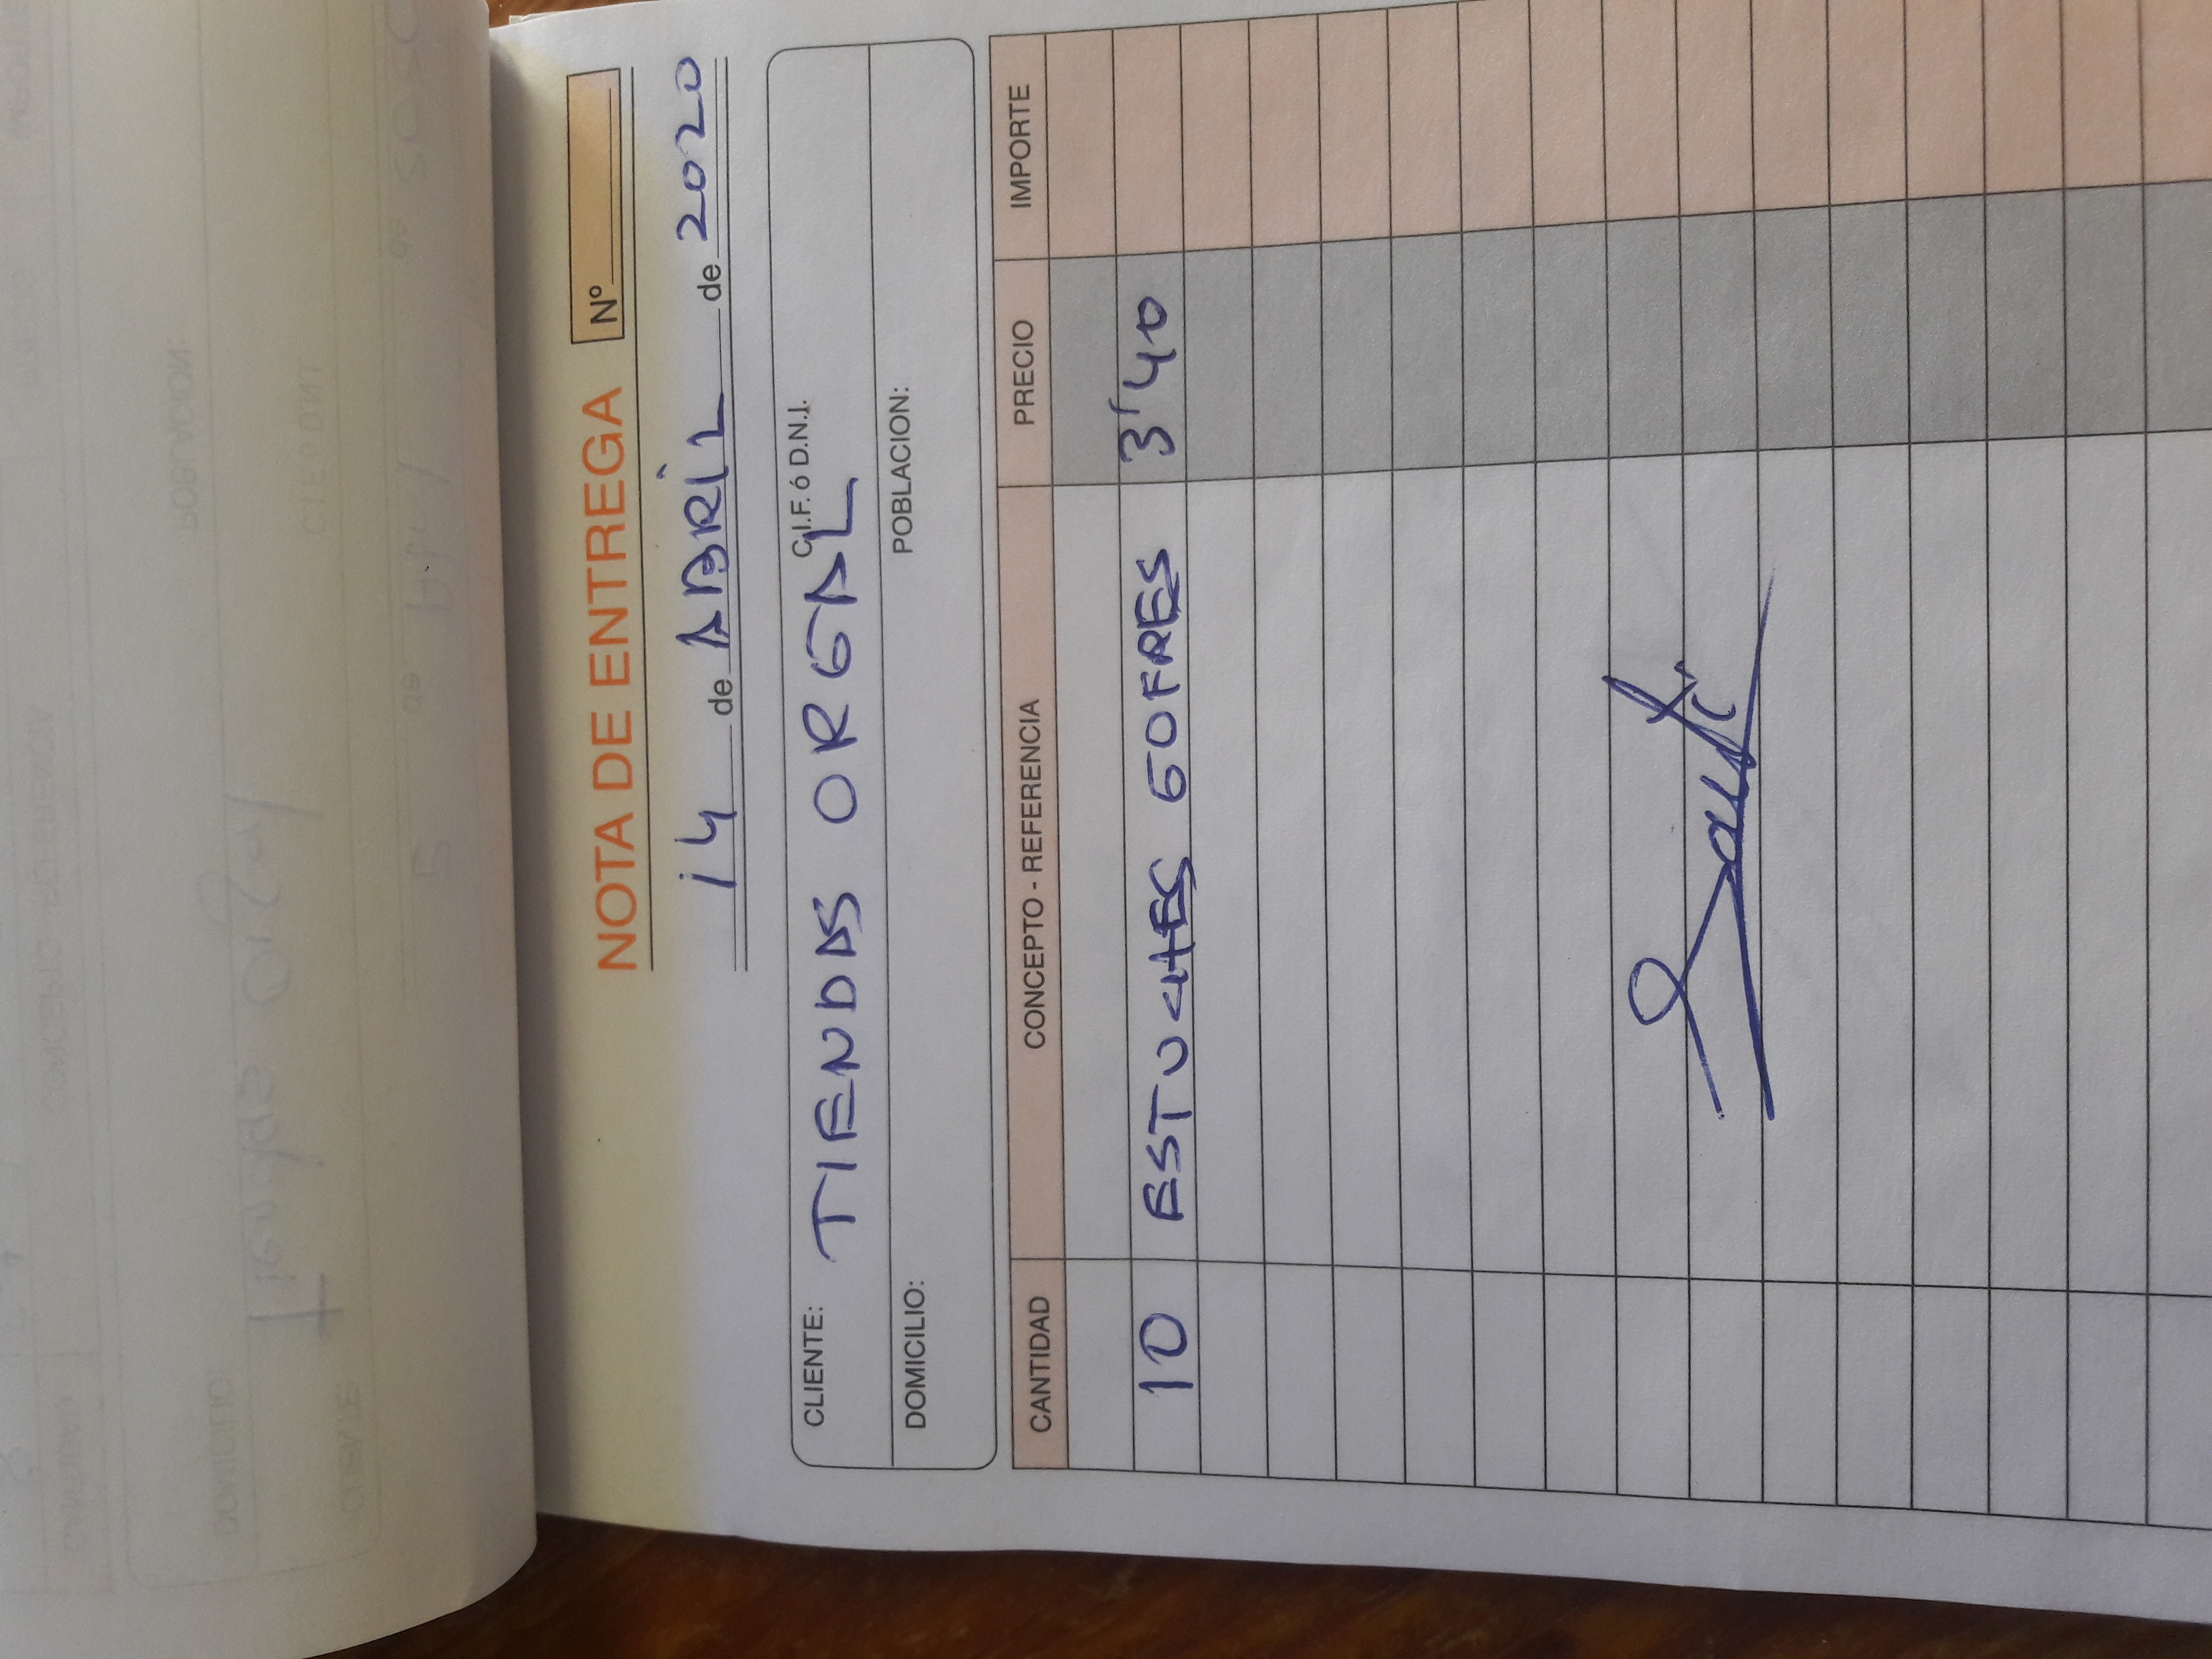 NOTA DE ENTREGA Nº
14 de ABRIL de 2020
CLIENTE: TIENDAS ORGAL C.I.F. ó D.N.I.
DOMICILIO: POBLACION:
CANTIDAD CONCEPTO - REFERENCIA PRECIO IMPORTE
10 ESTUCHES GOFRES 3'40